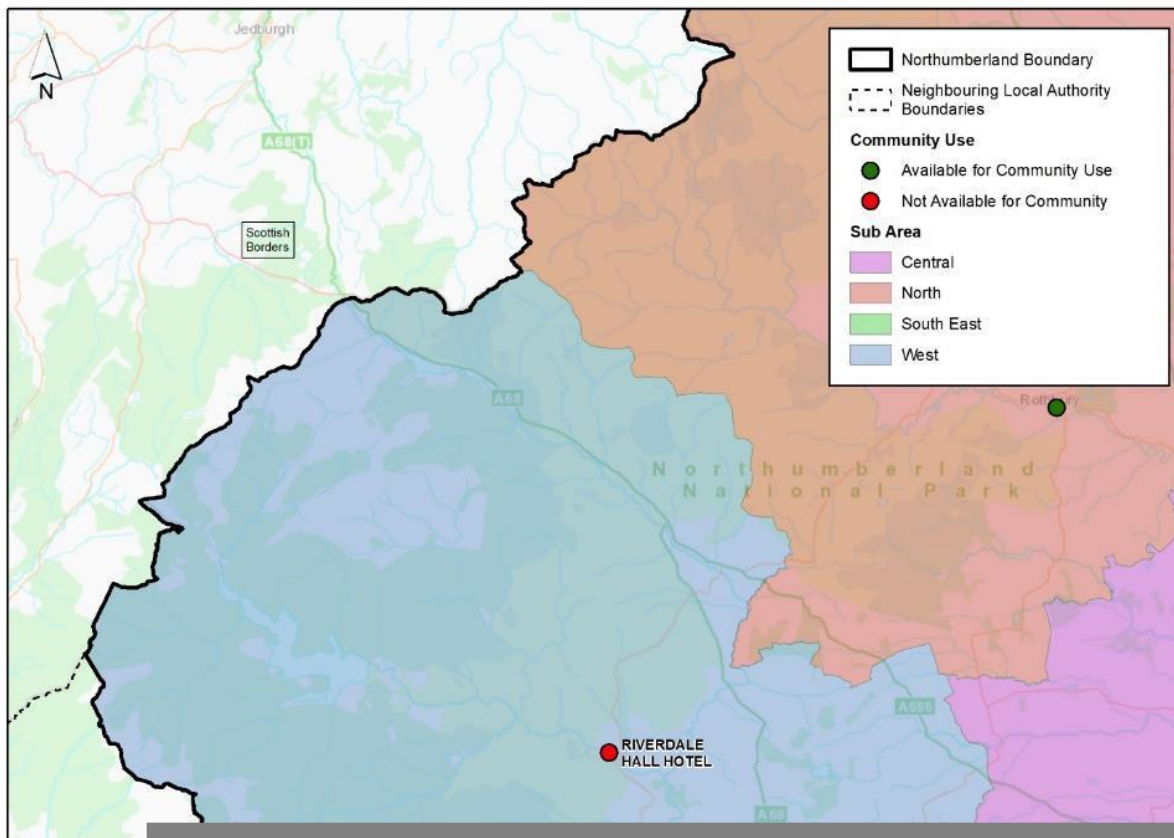 Jedburgh
N
A68(T)
Scottish
Borders
A68
Northumberland
National Park
Rothbury
A696
RIVERDALE
HALL HOTEL
A68
Northumberland Boundary
Neighbouring Local Authority
Boundaries
Community Use
Available for Community Use
Not Available for Community
Sub Area
Central
North
South East
West